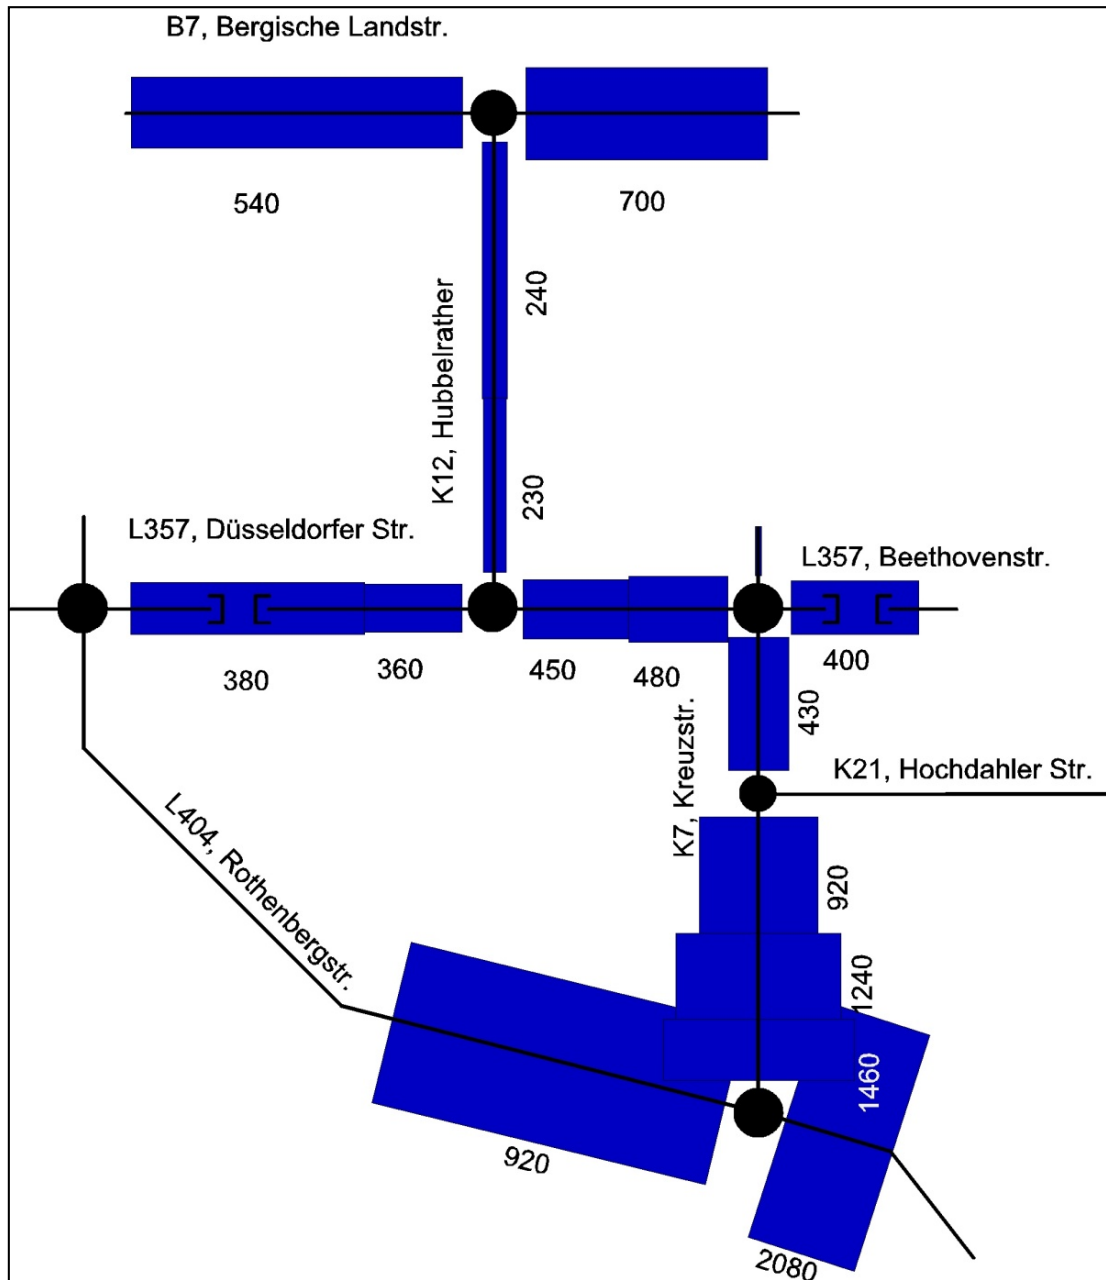 B7, Bergische Landstr.
540
700
240
K12, Hubbelrather
230
L357, Düsseldorfer Str.
L357, Beethovenstr.
380
360
450
480
400
430
K7, Kreuzstr.
K21, Hochdahler Str.
L404, Rothenbergstr.
920
1240
1460
920
2080